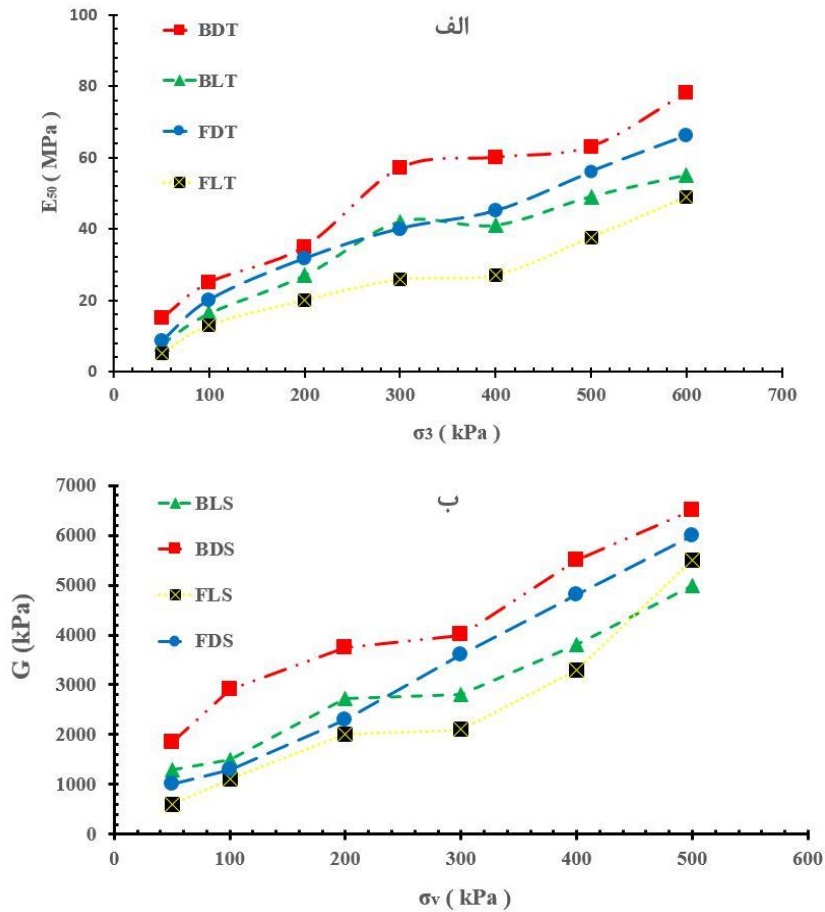 الف
BDT
BLT
FDT
FLT
100
80
60
40
20
0
E50 ( MPa )
0 100 200 300 400 500 600 700
σ3 ( kPa )
ب
BLS
BDS
FLS
FDS
7000
6000
5000
4000
3000
2000
1000
0
G (kPa)
0 100 200 300 400 500 600
σv ( kPa )